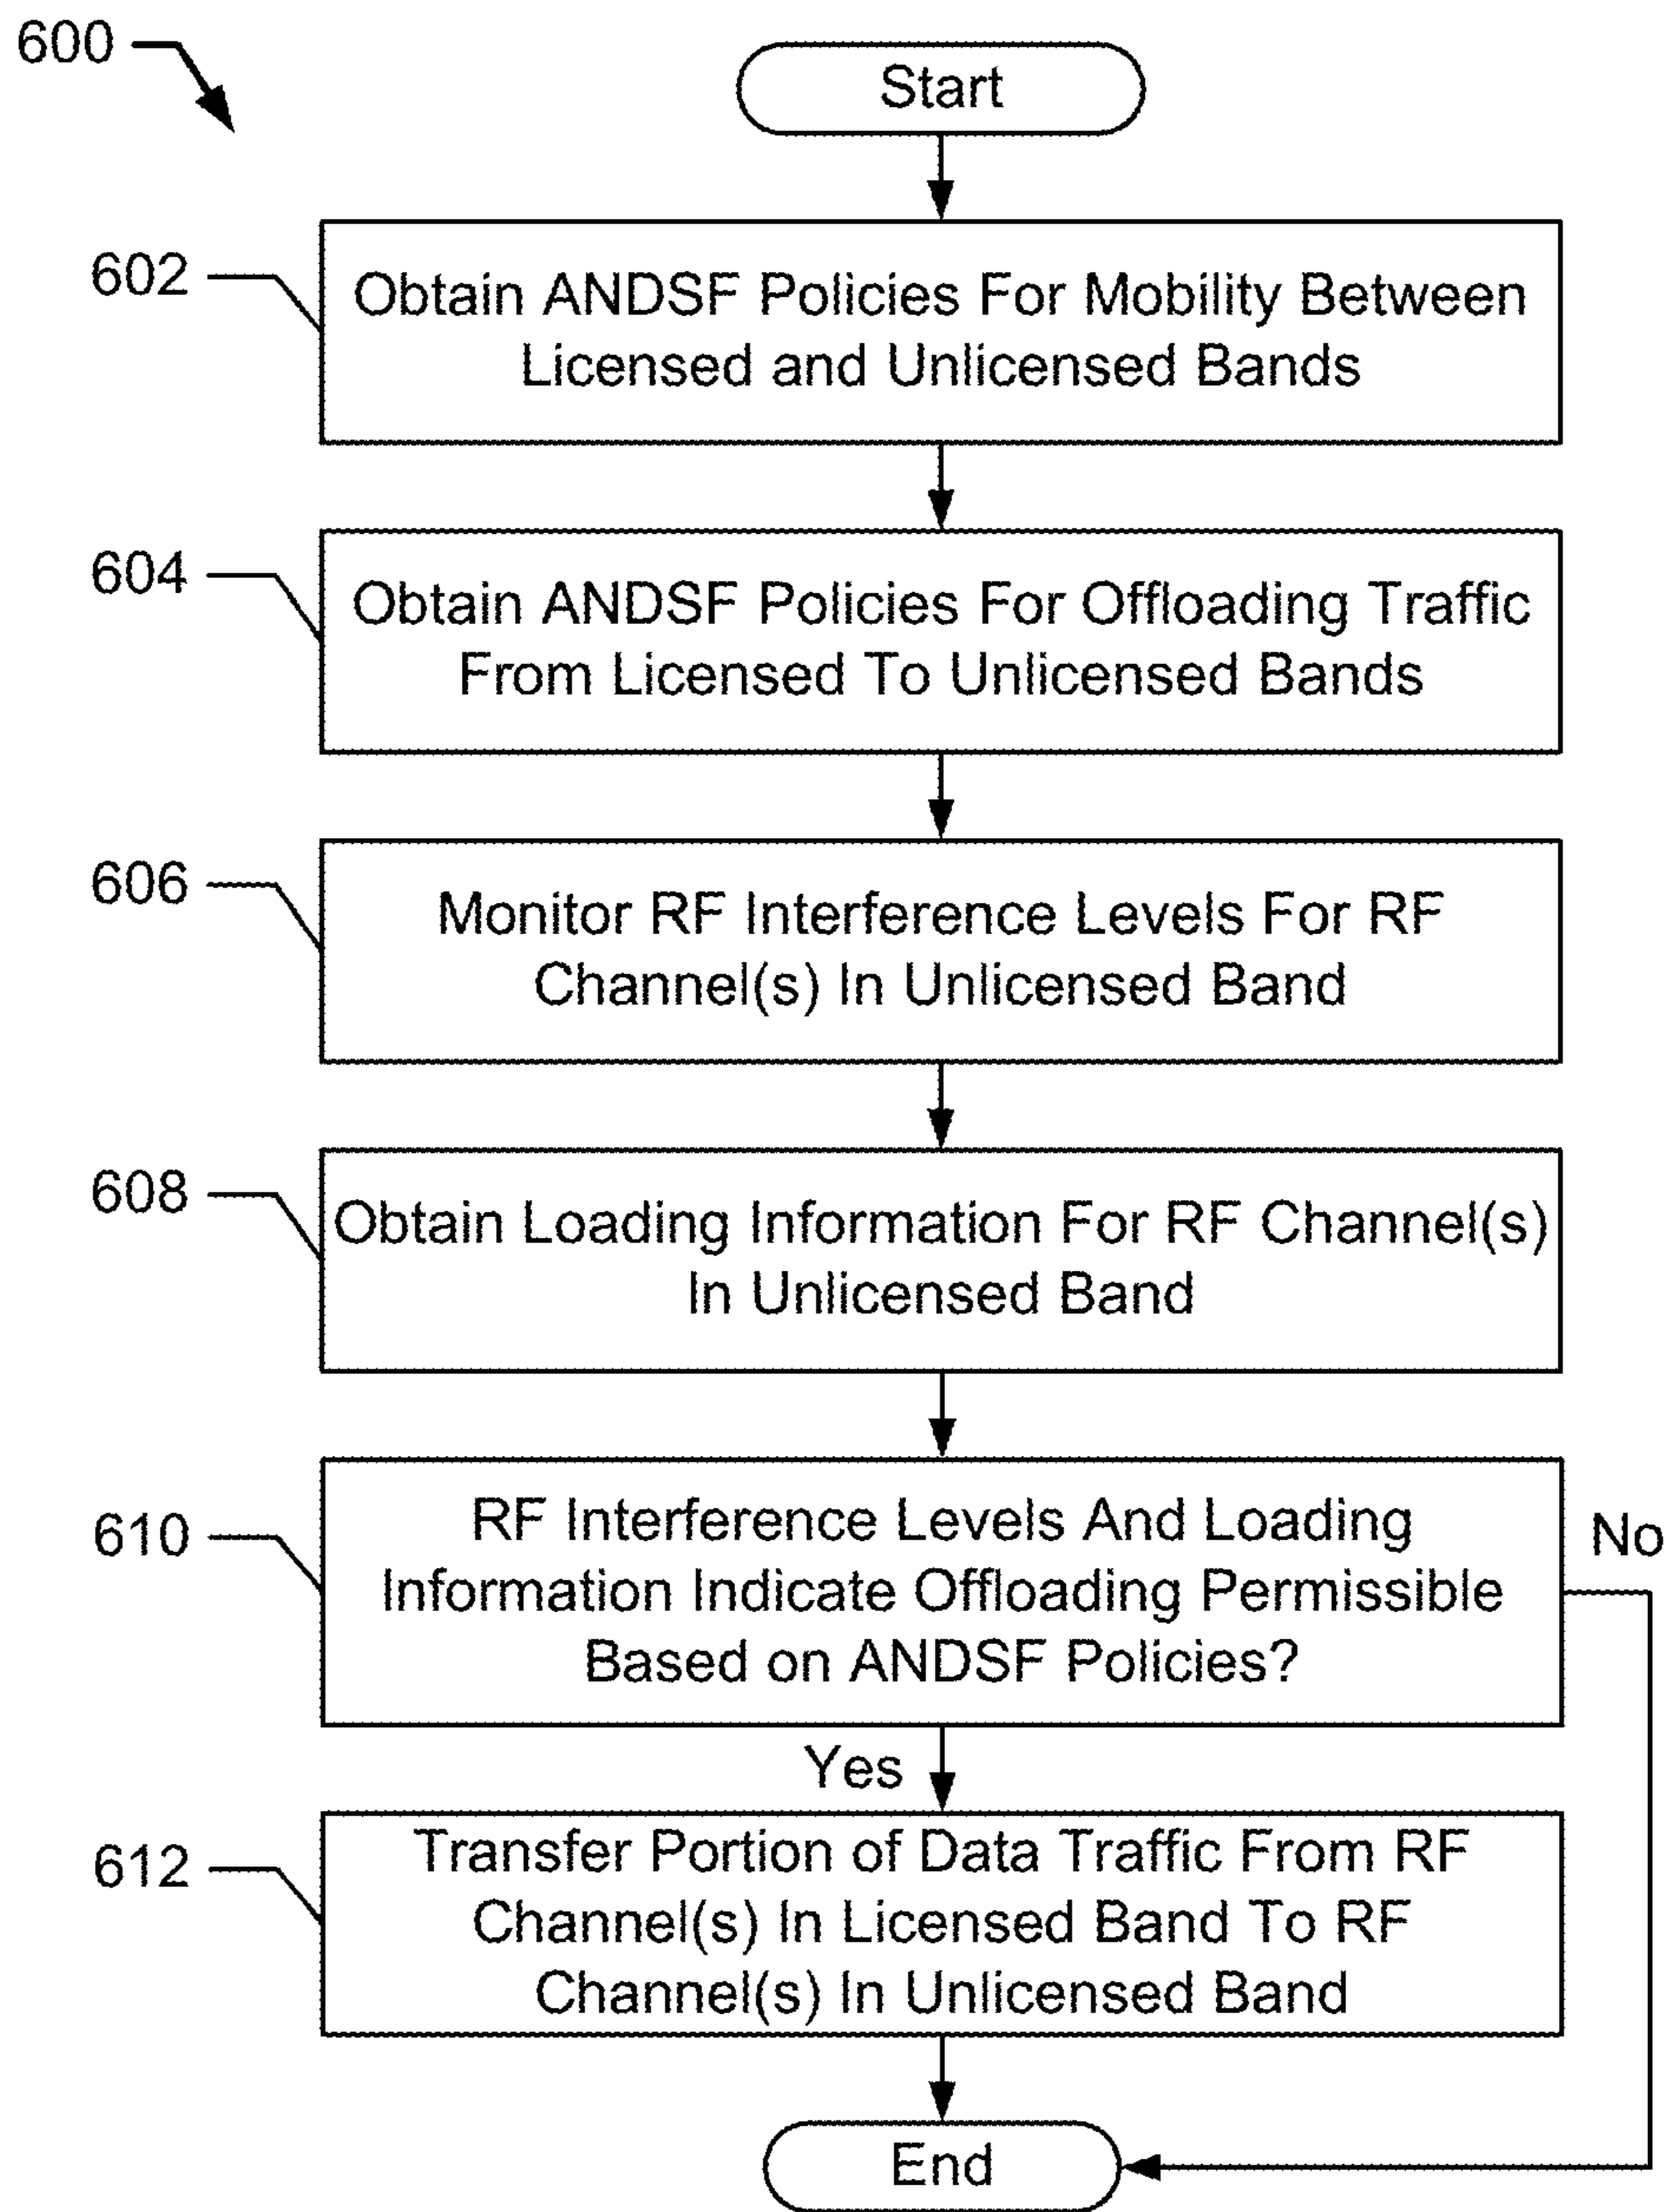 600
Start
602
Obtain ANDSF Policies For Mobility Between
Licensed and Unlicensed Bands
604
Obtain ANDSF Policies For Offloading Traffic
From Licensed To Unlicensed Bands
606
Monitor RF Interference Levels For RF
Channel(s) In Unlicensed Band
608
Obtain Loading Information For RF Channel(s)
In Unlicensed Band
610
RF Interference Levels And Loading
Information Indicate Offloading Permissible
Based on ANDSF Policies?
No
Yes
612
Transfer Portion of Data Traffic From RF
Channel(s) In Licensed Band To RF
Channel(s) In Unlicensed Band
End